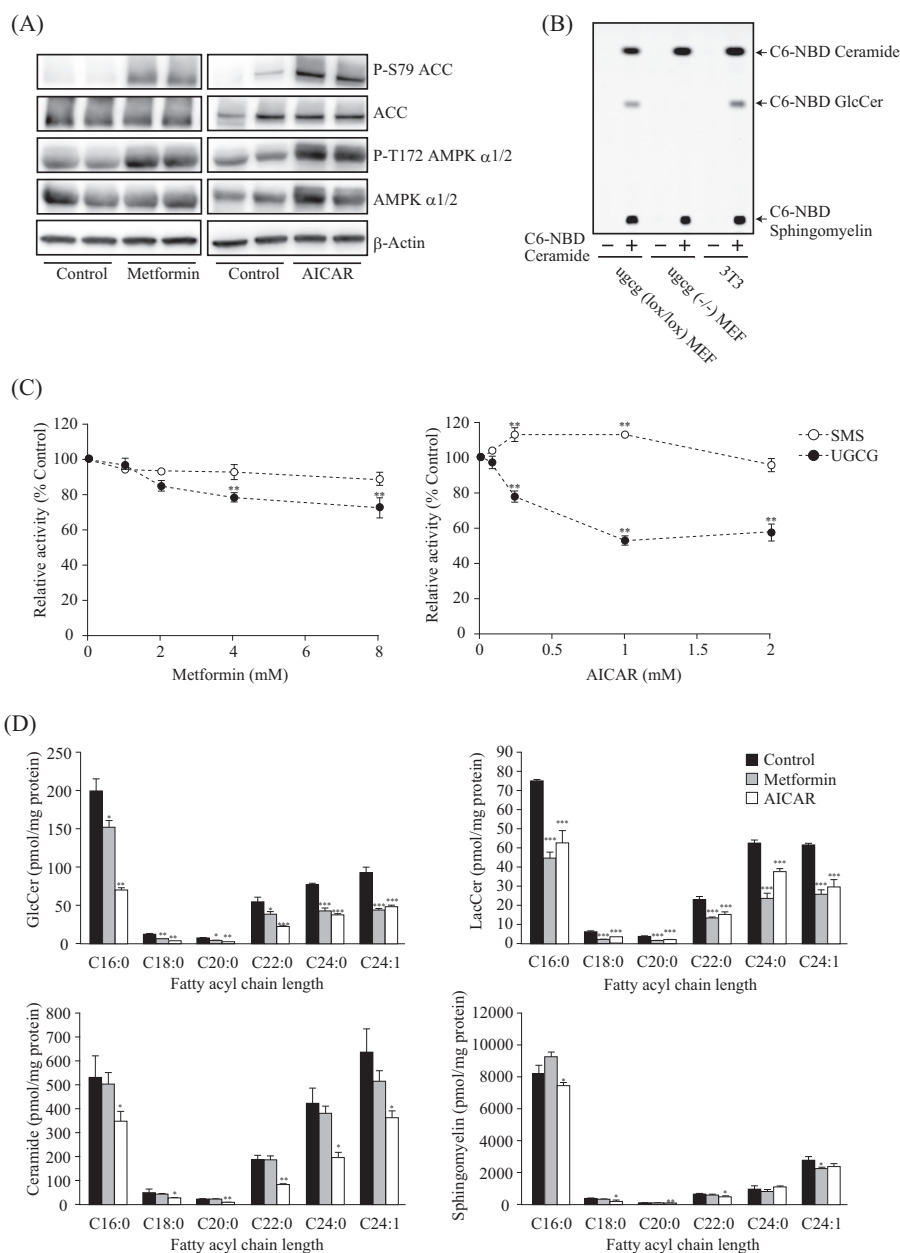 (A)
P-S79 ACC
ACC
P-T172 AMPK α1/2
AMPK α1/2
β-Actin
Control Metformin Control AICAR
(B)
C6-NBD Ceramide
C6-NBD GlcCer
C6-NBD
Sphingomyelin
C6-NBD
Ceramide
− + − + − +
ugcg (lox/lox) MEF
ugcg (-/-) MEF
3T3
(C)
Relative activity (% Control)
120
100
80
60
40
20
0
** **
0 2 4 6 8
Metformin (mM)
Relative activity (% Control)
120
100
80
60
40
20
0
** **
** ** **
0 0.5 1 1.5 2
AICAR (mM)
SMS
UGCG
(D)
GlcCer (pmol/mg protein)
250
200
150
100
50
0
* ** ** ** * ** * *** *** *** *** ***
C16:0 C18:0 C20:0 C22:0 C24:0 C24:1
Fatty acyl chain length
LacCer (pmol/mg protein)
90
80
70
60
50
40
30
20
10
0
*** *** *** *** *** *** *** *** *** *** *** ***
C16:0 C18:0 C20:0 C22:0 C24:0 C24:1
Fatty acyl chain length
Control
Metformin
AICAR
Ceramide (pmol/mg protein)
800
700
600
500
400
300
200
100
0
* * ** ** * *
C16:0 C18:0 C20:0 C22:0 C24:0 C24:1
Fatty acyl chain length
Sphingomyelin (pmol/mg protein)
12000
10000
8000
6000
4000
2000
0
* * ** * *
C16:0 C18:0 C20:0 C22:0 C24:0 C24:1
Fatty acyl chain length